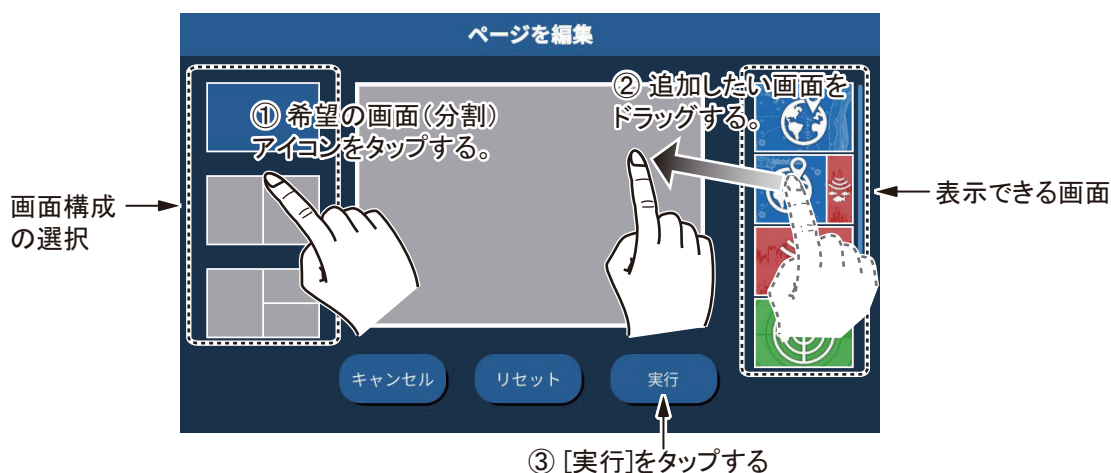 ページを編集
① 希望の画面（分割）
アイコンをタップする。
② 追加したい画面を
ドラッグする。
画面構成
の選択
表示できる画面
キャンセル
リセット
実行
③ [実行]をタップする